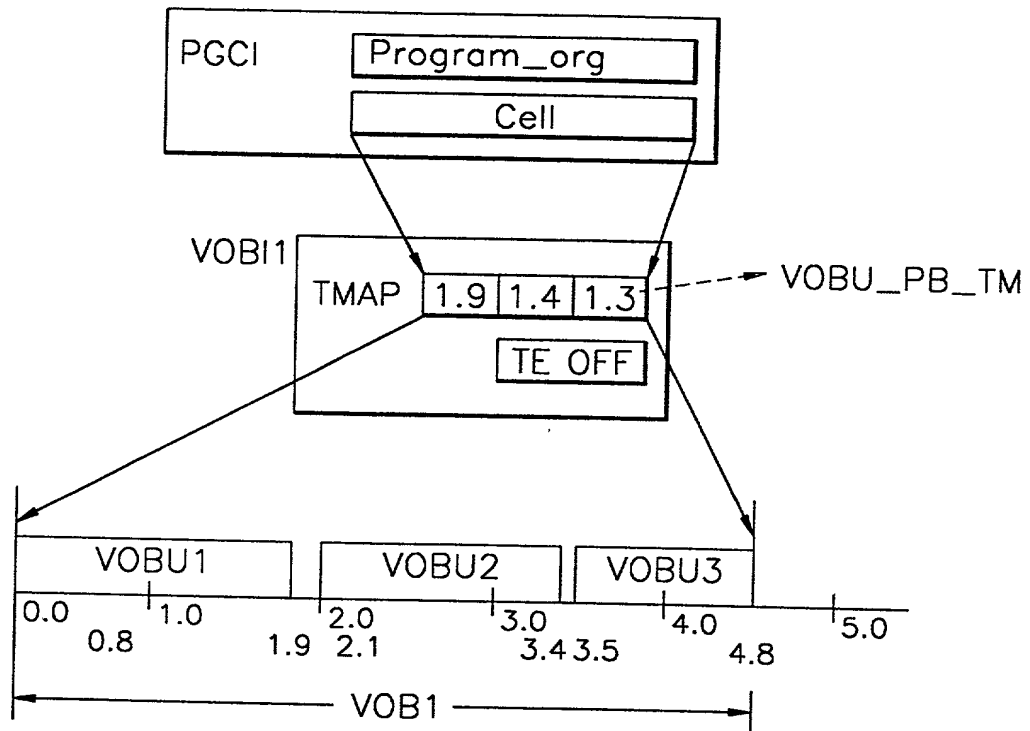 PGCI
Program_org
Cell
VOBI1
TMAP
1.9 1.4 1.3
VOBU_PB_TM
TE OFF
VOBU1 VOBU2 VOBU3
0.0 1.0 2.0 3.0 4.0 5.0
0.8 1.9 2.1 3.4 3.5 4.8
VOB1